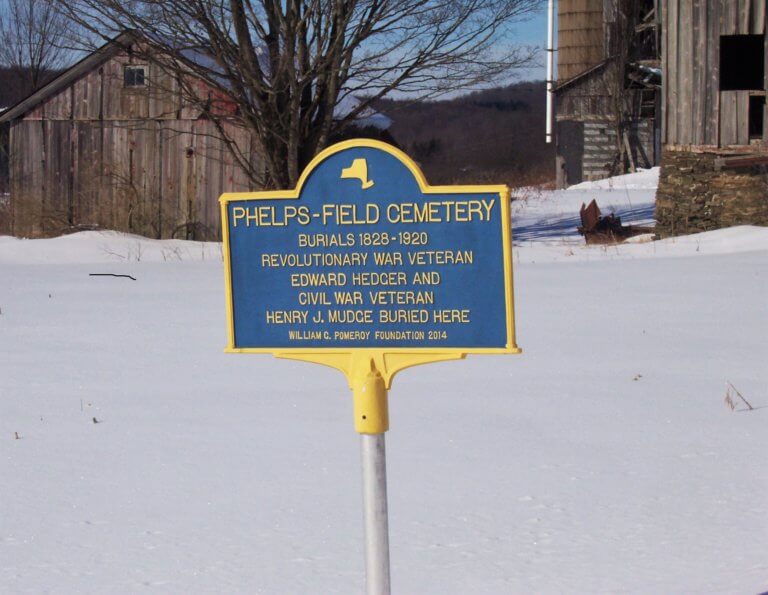 PHELPS-FIELD CEMETERY
BURIALS 1828-1920
REVOLUTIONARY WAR VETERAN
EDWARD HEDGER AND
CIVIL WAR VETERAN
HENRY J. MUDGE BURIED HERE
WILLIAM G. POMEROY FOUNDATION 2014